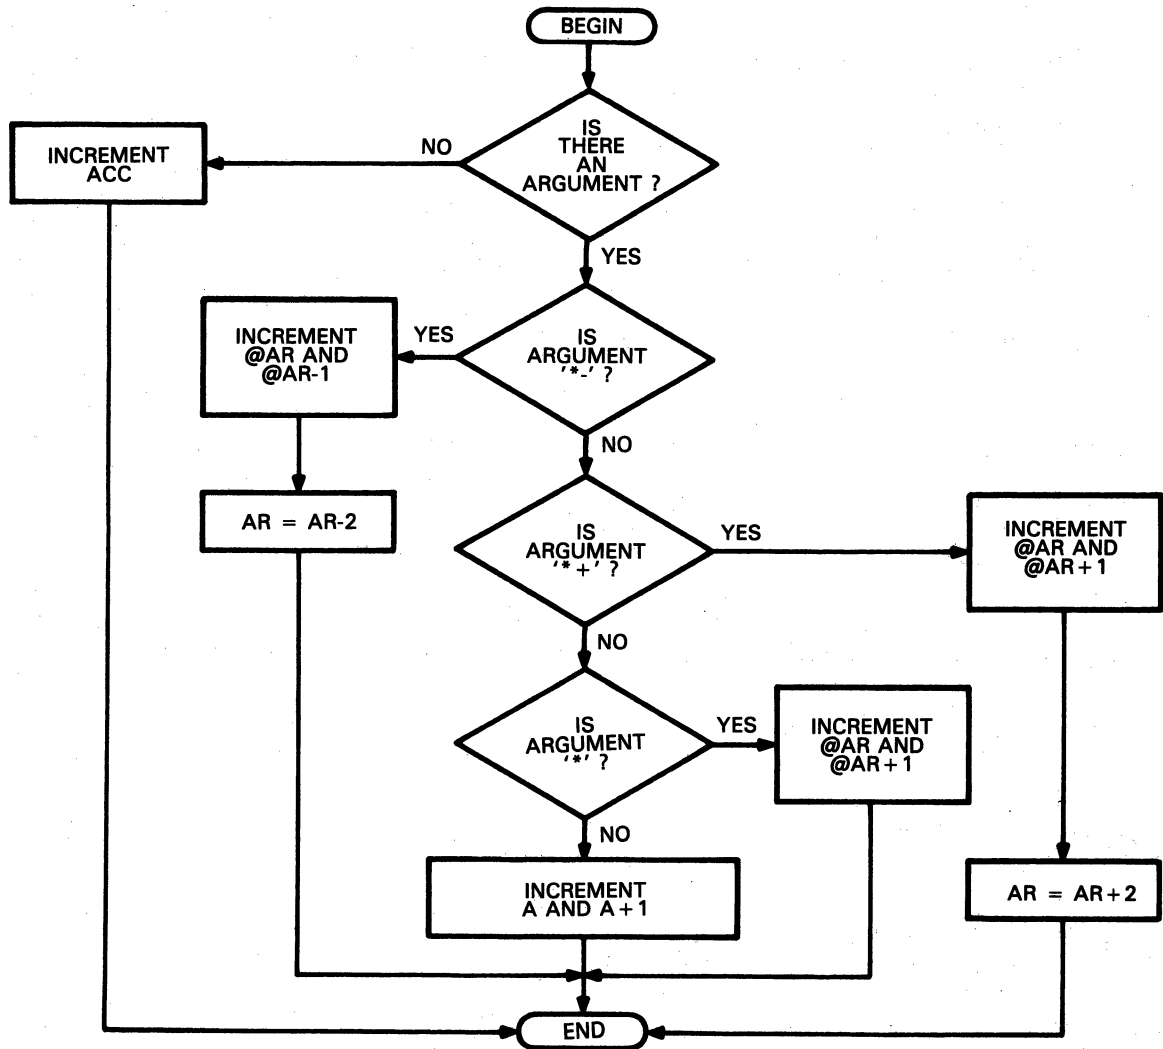 BEGIN
IS
THERE
AN
ARGUMENT ?
NO
INCREMENT
ACC
YES
IS
ARGUMENT
'*-' ?
YES
INCREMENT
@AR AND
@AR-1
NO
AR = AR-2
IS
ARGUMENT
'*+' ?
YES
INCREMENT
@AR AND
@AR+1
NO
IS
ARGUMENT
'*' ?
YES
INCREMENT
@AR AND
@AR+1
NO
INCREMENT
A AND A+1
AR = AR+2
END